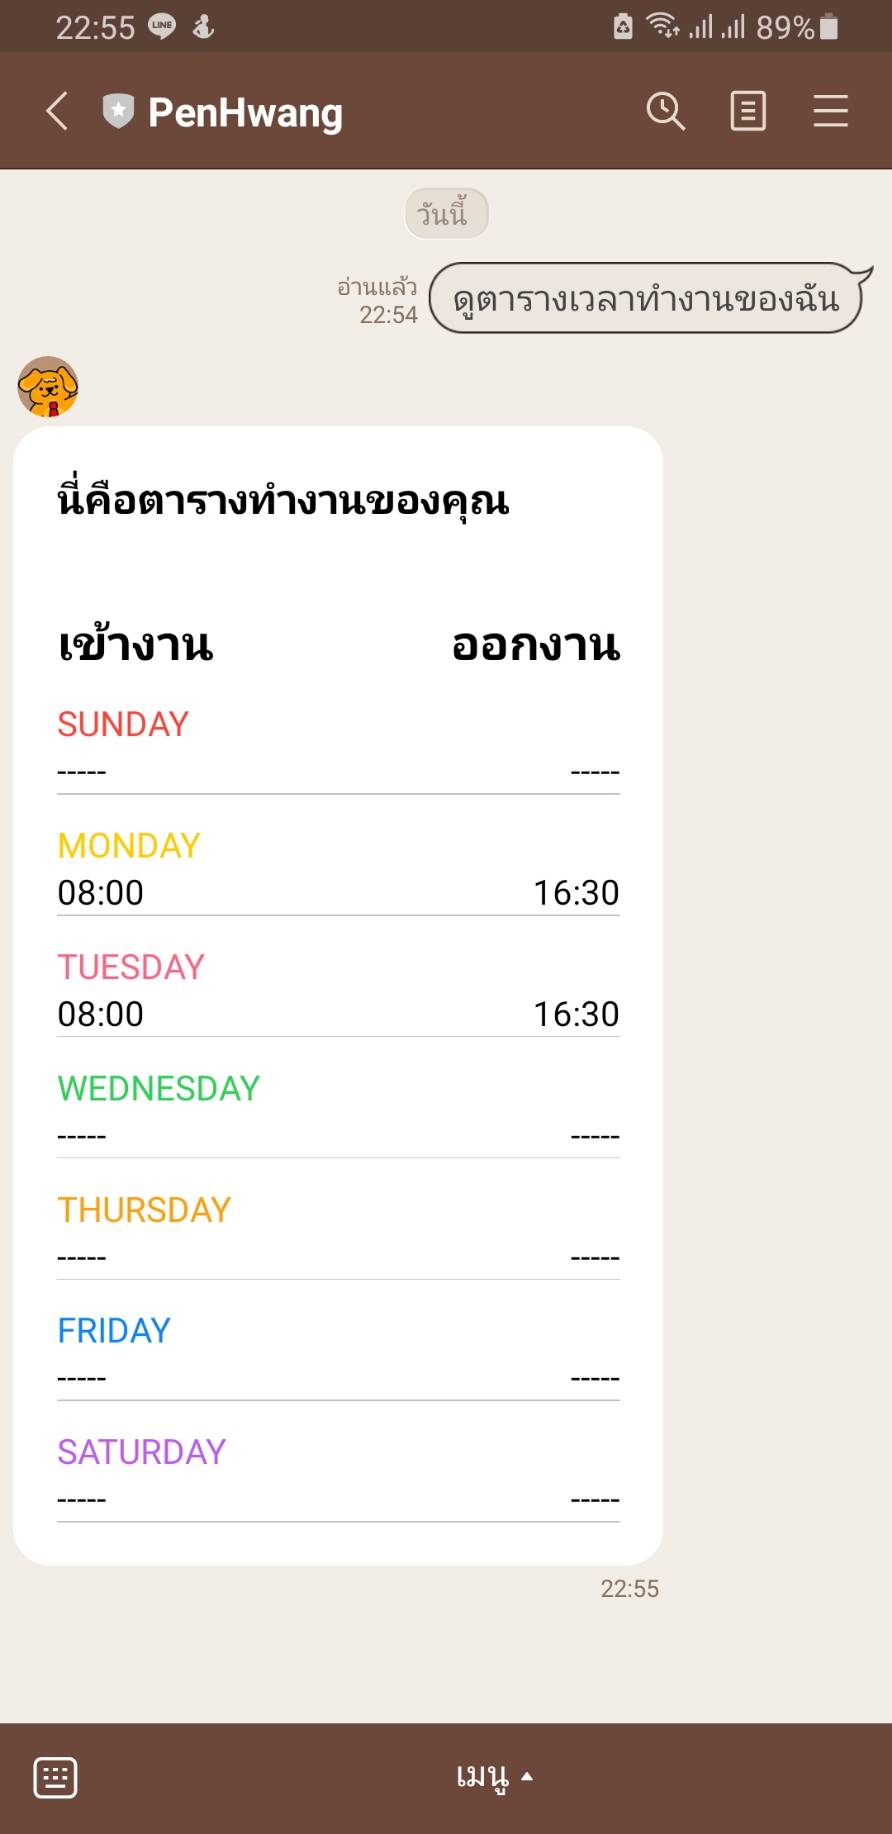 22:55 LINE 89%
PenHwang
วันนี้
อ่านแล้ว
22:54
ดูตารางเวลาทำงานของฉัน
นี่คือตารางทำงานของคุณ
เข้างาน ออกงาน
SUNDAY
----- -----
MONDAY
08:00 16:30
TUESDAY
08:00 16:30
WEDNESDAY
----- -----
THURSDAY
----- -----
FRIDAY
----- -----
SATURDAY
----- -----
22:55
เมนู